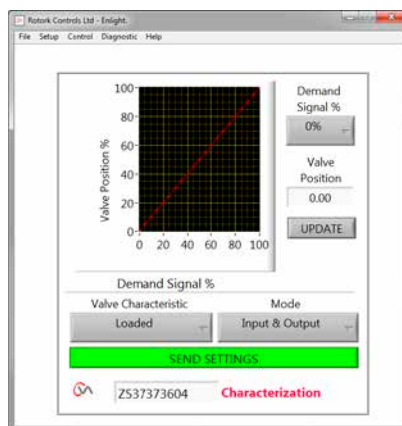 Rotork Controls Ltd - Enlight.
File Setup Control Diagnostic Help
100
80
60
40
20
0
Valve Position %
0 20 40 60 80 100
Demand Signal %
Demand
Signal %
0%
Valve
Position
0.00
UPDATE
Valve Characteristic
Loaded
Mode
Input & Output
SEND SETTINGS
ZS37373604
Characterization